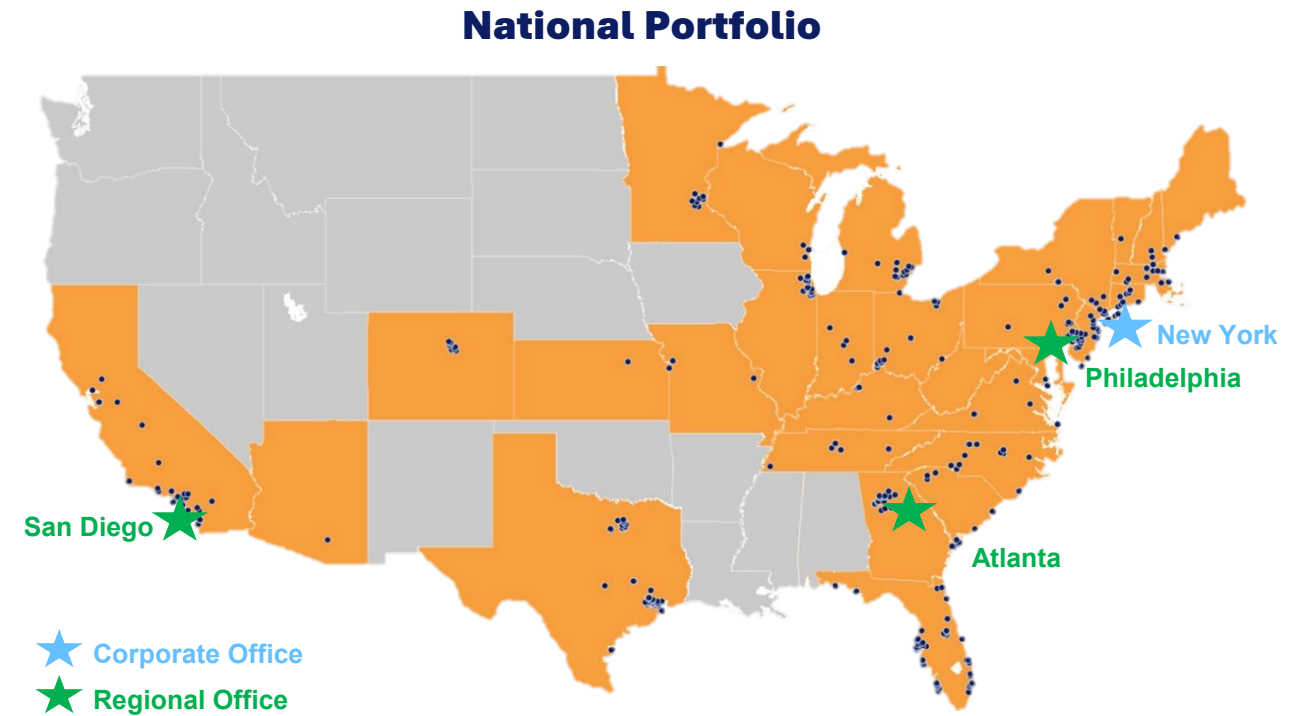 National Portfolio
New York
Philadelphia
San Diego
Atlanta
Corporate Office
Regional Office